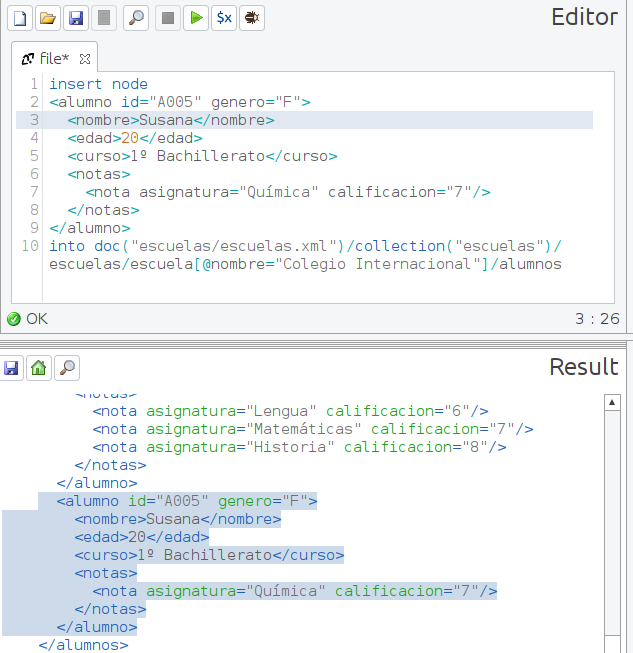 Editor
$x
file*
1 insert node
2 <alumno id="A005" genero="F">
3 <nombre>Susana</nombre>
4 <edad>20</edad>
5 <curso>1º Bachillerato</curso>
6 <notas>
7 <nota asignatura="Química" calificacion="7"/>
8 </notas>
9 </alumno>
10 into doc("escuelas/escuelas.xml")/collection("escuelas")/
escuelas/escuela[@nombre="Colegio Internacional"]/alumnos
OK 3 : 26
Result
<notas>
<nota asignatura="Lengua" calificacion="6"/>
<nota asignatura="Matemáticas" calificacion="7"/>
<nota asignatura="Historia" calificacion="8"/>
</notas>
</alumno>
<alumno id="A005" genero="F">
<nombre>Susana</nombre>
<edad>20</edad>
<curso>1º Bachillerato</curso>
<notas>
<nota asignatura="Química" calificacion="7"/>
</notas>
</alumno>
</alumnos>